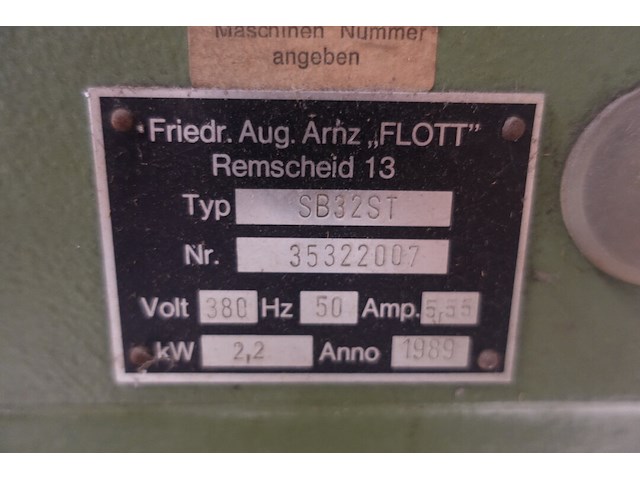 Maschinen Nummer
angeben
Friedr. Aug. Arnz „FLOTT"
Remscheid 13
Typ SB32ST
Nr. 35322007
Volt 380 Hz 50 Amp. 5,55
kW 2,2 Anno 1989